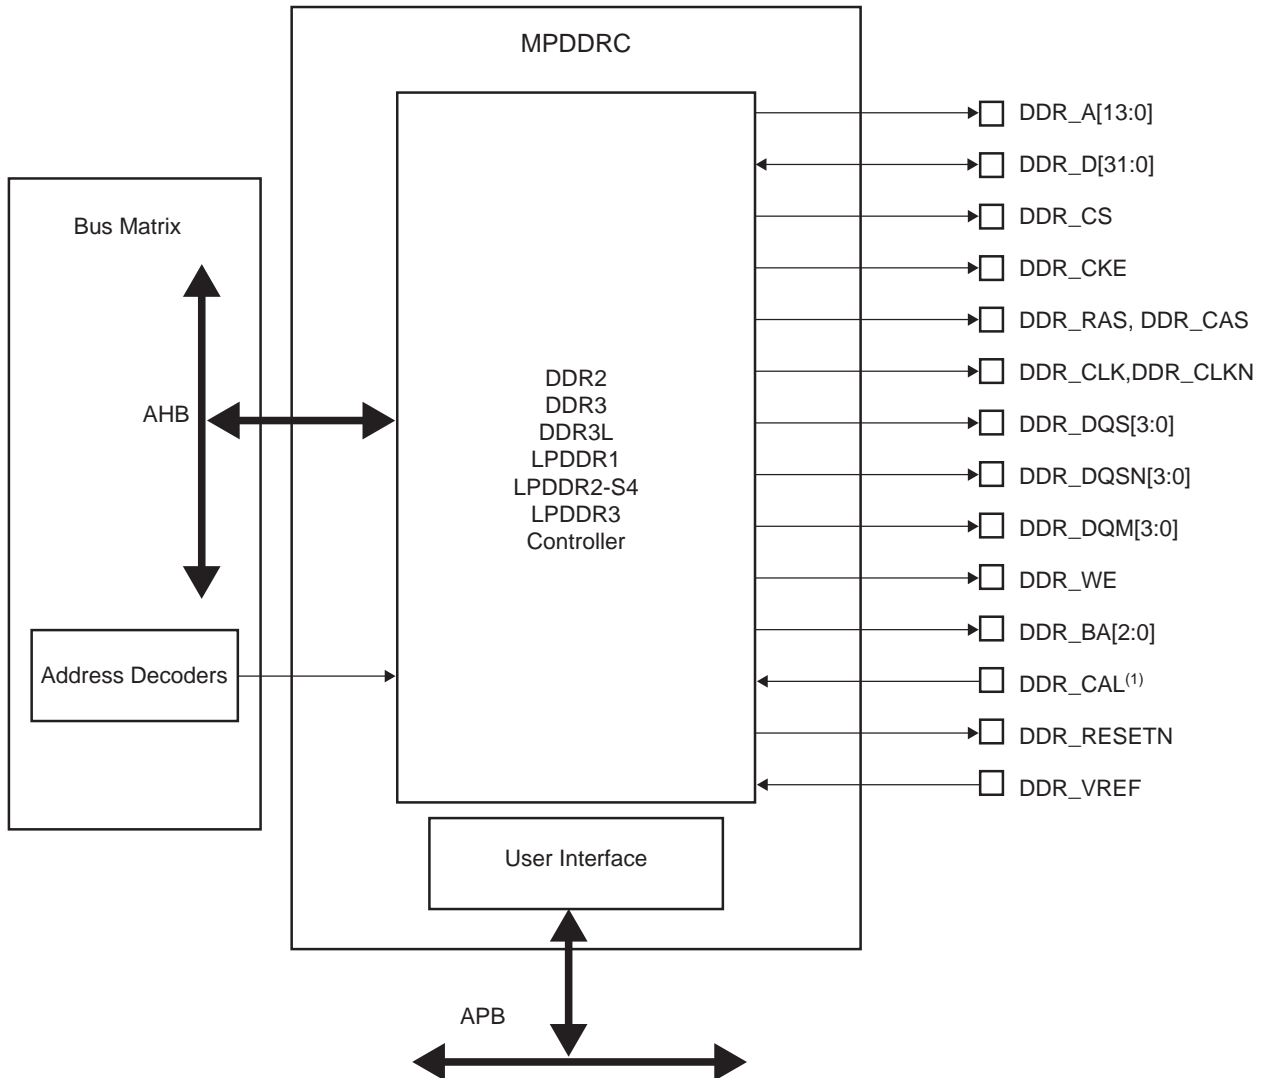 MPDDRC
Bus Matrix
AHB
Address Decoders
DDR2
DDR3
DDR3L
LPDDR1
LPDDR2-S4
LPDDR3
Controller
User Interface
APB
DDR_A[13:0]
DDR_D[31:0]
DDR_CS
DDR_CKE
DDR_RAS, DDR_CAS
DDR_CLK,DDR_CLKN
DDR_DQS[3:0]
DDR_DQSN[3:0]
DDR_DQM[3:0]
DDR_WE
DDR_BA[2:0]
DDR_CAL(1)
DDR_RESETN
DDR_VREF